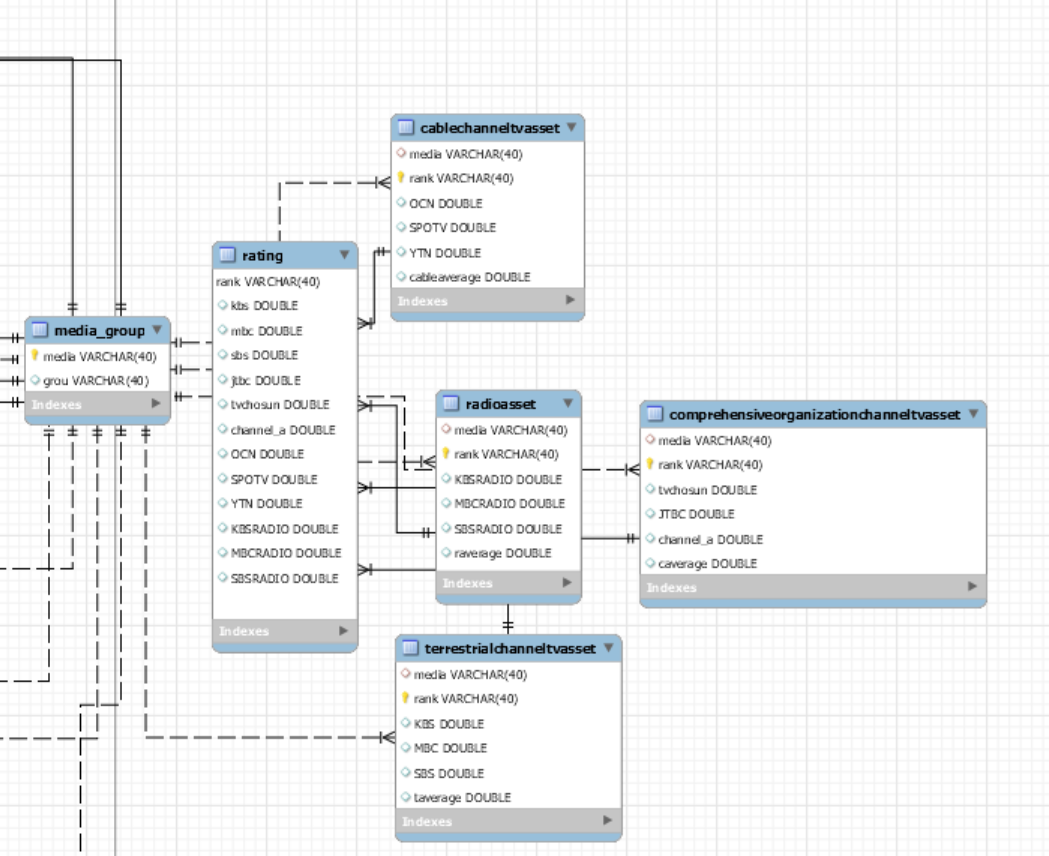 cablechanneltvasset
media VARCHAR(40)
rank VARCHAR(40)
OCN DOUBLE
SPOTV DOUBLE
YTN DOUBLE
cableaverage DOUBLE
Indexes
rating
rank VARCHAR(40)
kbs DOUBLE
mbc DOUBLE
sbs DOUBLE
jtbc DOUBLE
tvchosun DOUBLE
channel_a DOUBLE
OCN DOUBLE
SPOTV DOUBLE
YTN DOUBLE
KBSRADIO DOUBLE
MBCRADIO DOUBLE
SBSRADIO DOUBLE
Indexes
media_group
media VARCHAR(40)
grou VARCHAR(40)
Indexes
radioasset
media VARCHAR(40)
rank VARCHAR(40)
KBSRADIO DOUBLE
MBCRADIO DOUBLE
SBSRADIO DOUBLE
raverage DOUBLE
Indexes
comprehensiveorganizationchanneltvasset
media VARCHAR(40)
rank VARCHAR(40)
tvchosun DOUBLE
JTBC DOUBLE
channel_a DOUBLE
caverage DOUBLE
Indexes
terrestrialchanneltvasset
media VARCHAR(40)
rank VARCHAR(40)
KBS DOUBLE
MBC DOUBLE
SBS DOUBLE
taverage DOUBLE
Indexes